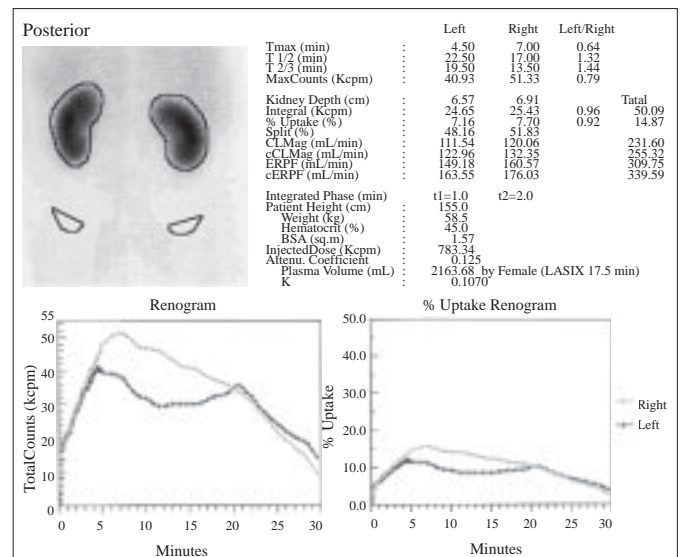 Posterior
Left Right Left/Right
Tmax (min) : 4.50 7.00 0.64
T 1/2 (min) : 22.50 17.00 1.32
T 2/3 (min) : 19.50 13.50 1.44
MaxCounts (Kcpm) : 40.93 51.33 0.79
Kidney Depth (cm) : 6.57 6.91 Tatal
Integral (Kcpm) : 24.65 25.43 0.96 50.09
% Uptake (%) : 7.16 7.70 0.92 14.87
Split (%) : 48.16 51.83
CLMag (mL/min) : 111.54 120.06 231.60
cCLMag (mL/min) : 122.96 132.35 255.32
ERPF (mL/min) : 149.18 160.57 309.75
cERPF (mL/min) : 163.55 176.03 339.59
Integrated Phase (min) t1=1.0 t2=2.0
Patient Height (cm) : 155.0
Weight (kg) : 58.5
Hematocrit (%) : 45.0
BSA (sq.m) : 1.57
InjectedDose (Kcpm) : 783.34
Attenu. Coefficient : 0.125
Plasma Volume (mL) : 2163.68 by Female (LASIX 17.5 min)
K : 0.1070
Renogram
55
50
40
30
20
10
0
TotalCounts (kcpm)
0 5 10 15 20 25 30
Minutes
% Uptake Renogram
50.0
40.0
30.0
20.0
10.0
0.0
% Uptake
0 5 10 15 20 25 30
Minutes
Right
Left